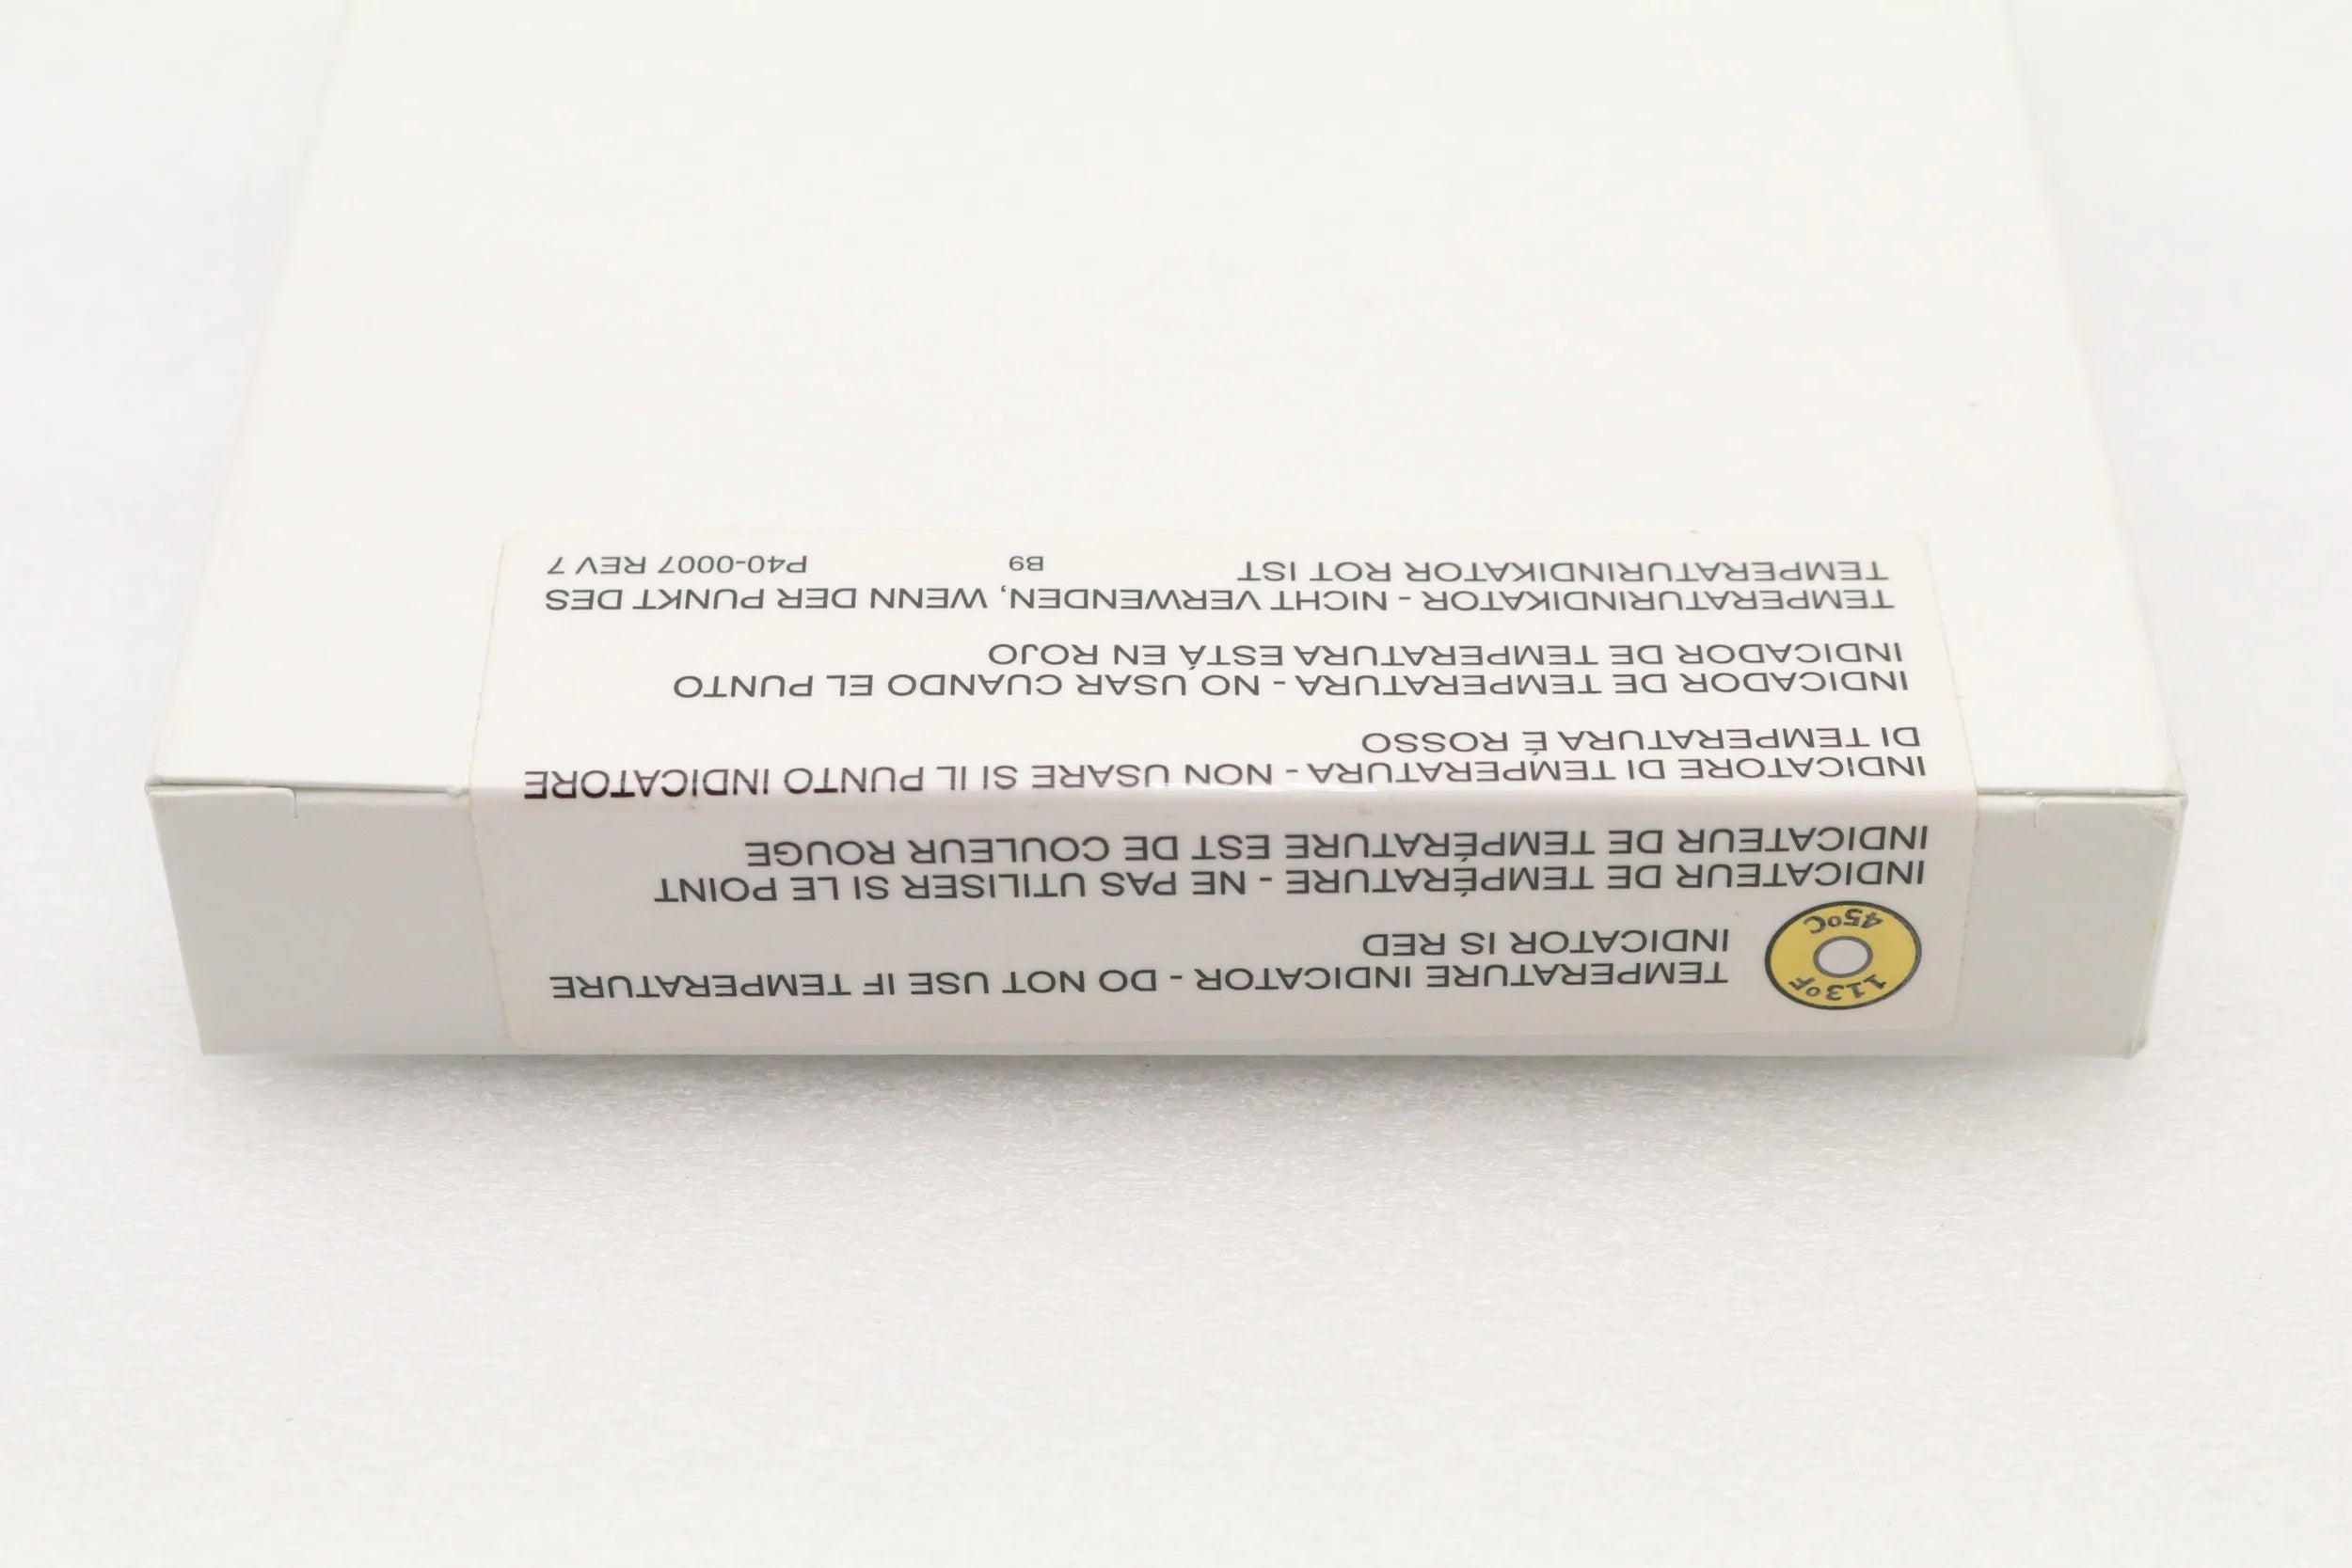 TEMPERATURE INDICATOR - DO NOT USE IF TEMPERATURE
INDICATOR IS RED
113°F
45°C
INDICATEUR DE TEMPÉRATURE - NE PAS UTILISER SI LE POINT
INDICATEUR DE TEMPÉRATURE EST DE COULEUR ROUGE
INDICATORE DI TEMPERATURA - NON USARE SI IL PUNTO INDICATORE
DI TEMPERATURA É ROSSO
INDICADOR DE TEMPERATURA - NO USAR CUANDO EL PUNTO
INDICADOR DE TEMPERATURA ESTÁ EN ROJO
TEMPERATURINDIKATOR - NICHT VERWENDEN, WENN DER PUNKT DES
TEMPERATURINDIKATOR ROT IST B9 P40-0007 REV 7